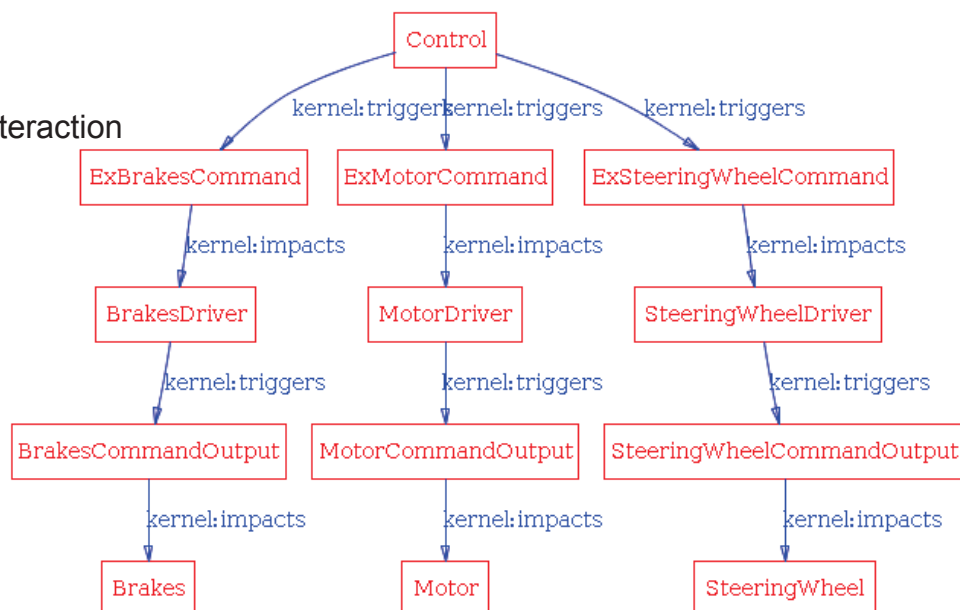 Control
kernel:triggers kernel:triggers kernel:triggers
teraction
ExBrakesCommand ExMotorCommand ExSteeringWheelCommand
kernel:impacts kernel:impacts kernel:impacts
BrakesDriver MotorDriver SteeringWheelDriver
kernel:triggers kernel:triggers kernel:triggers
BrakesCommandOutput MotorCommandOutput SteeringWheelCommandOutput
kernel:impacts kernel:impacts kernel:impacts
Brakes Motor SteeringWheel